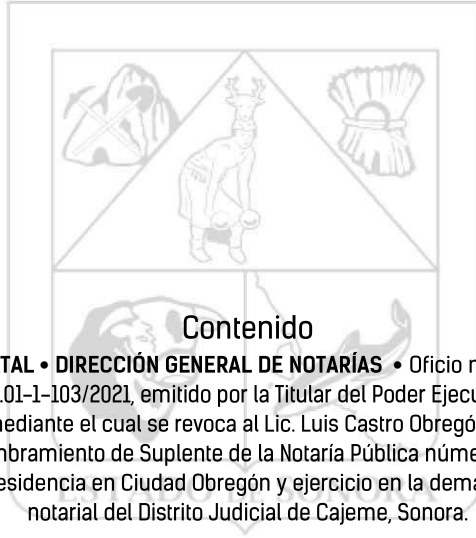 Contenido
TAL • DIRECCIÓN GENERAL DE NOTARÍAS • Oficio n
.01-1-103/2021, emitido por la Titular del Poder Ejecu
mediante el cual se revoca al Lic. Luis Castro Obregó
mbramiento de Suplente de la Notaría Pública núme
esidencia en Ciudad Obregón y ejercicio en la dema
notarial del Distrito Judicial de Cajeme, Sonora.
ESTADO DE SONORA